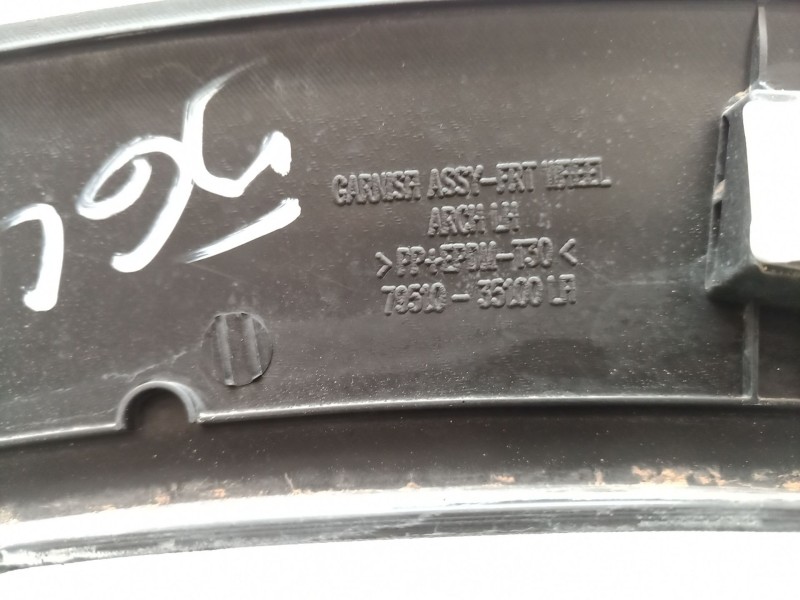 GARNISH ASSY-FRT WHEEL
ARCH LH
>PP+EPDM-T30<
79510-35100 LH